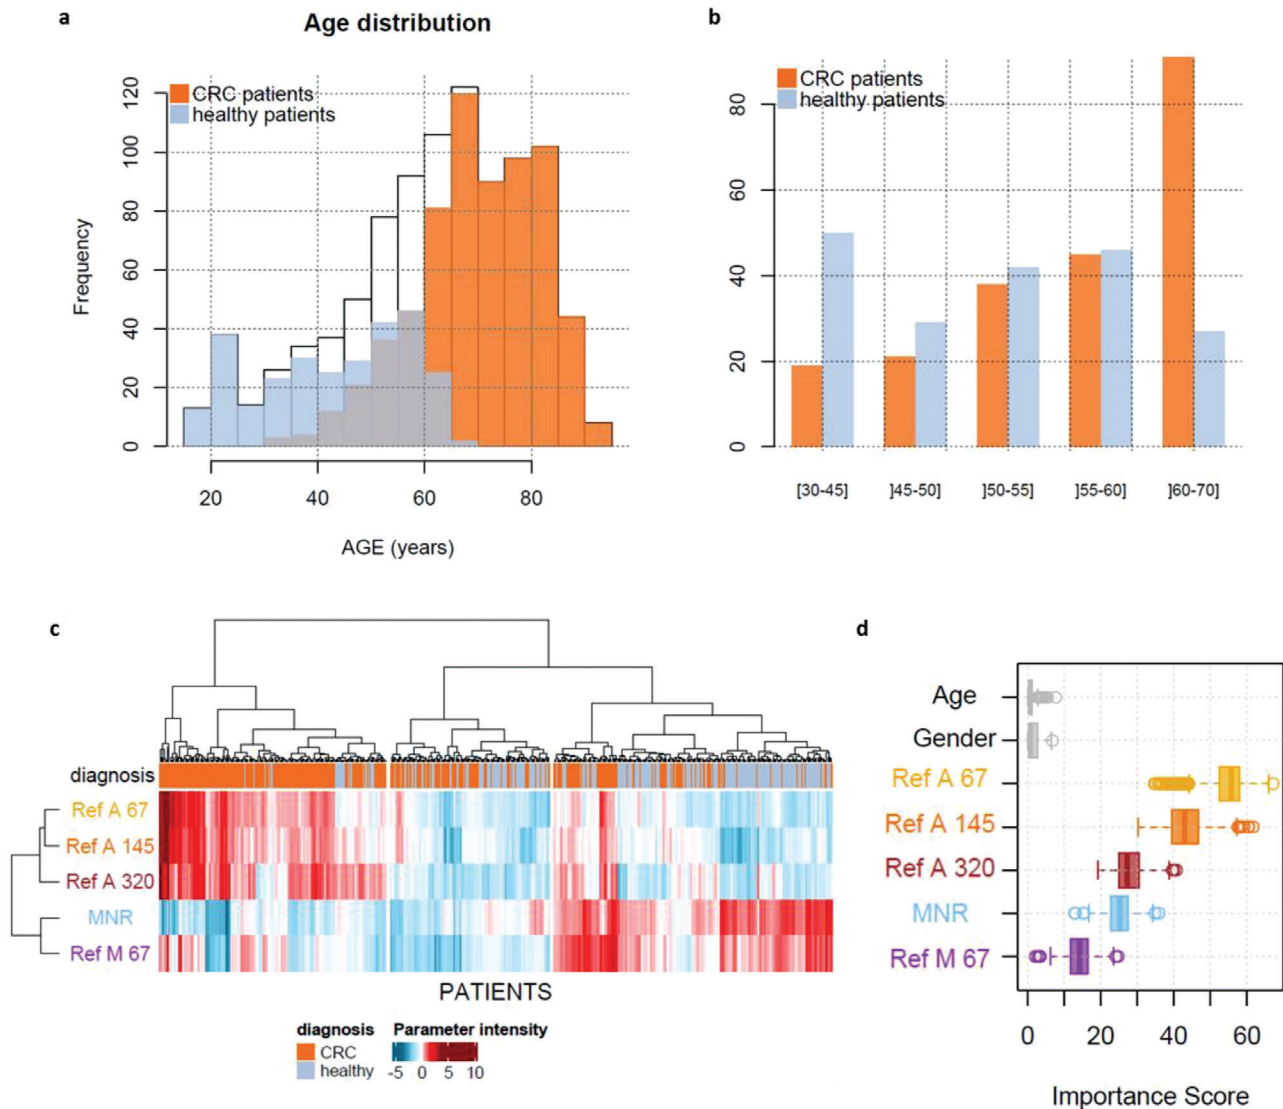 a
Age distribution
CRC patients
healthy patients
Frequency
0
20
40
60
80
100
120
20 40 60 80
AGE (years)
b
CRC patients
healthy patients
0
20
40
60
80
[30-45] ]45-50] ]50-55] ]55-60] ]60-70]
c
diagnosis
Ref A 67
Ref A 145
Ref A 320
MNR
Ref M 67
PATIENTS
diagnosis
CRC
healthy
Parameter intensity
-5 0 5 10
d
Age
Gender
Ref A 67
Ref A 145
Ref A 320
MNR
Ref M 67
0 20 40 60
Importance Score